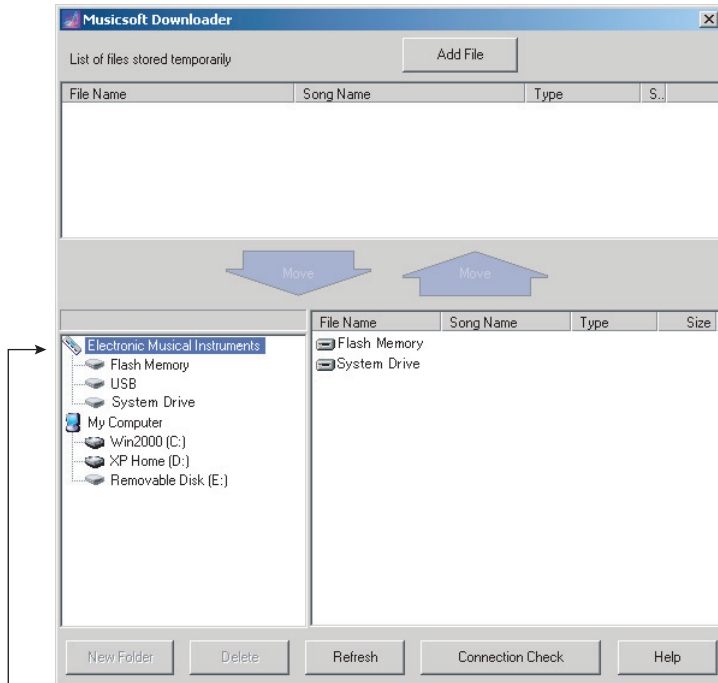 Musicsoft Downloader
List of files stored temporarily
Add File
File Name Song Name Type S..
Move Move
File Name Song Name Type Size
Electronic Musical Instruments
Flash Memory
USB
System Drive
My Computer
Win2000 (C:)
XP Home (D:)
Removable Disk (E:)
Flash Memory
System Drive
New Folder Delete Refresh Connection Check Help